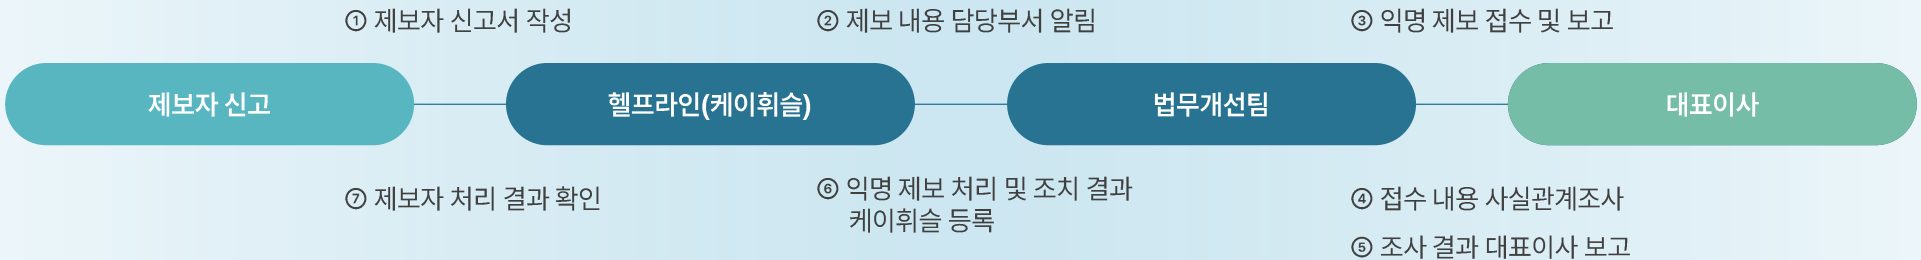 ① 제보자 신고서 작성
② 제보 내용 담당부서 알림
③ 익명 제보 접수 및 보고
제보자 신고
헬프라인(케이휘슬)
법무개선팀
대표이사
⑦ 제보자 처리 결과 확인
⑥ 익명 제보 처리 및 조치 결과
케이휘슬 등록
④ 접수 내용 사실관계조사
⑤ 조사 결과 대표이사 보고